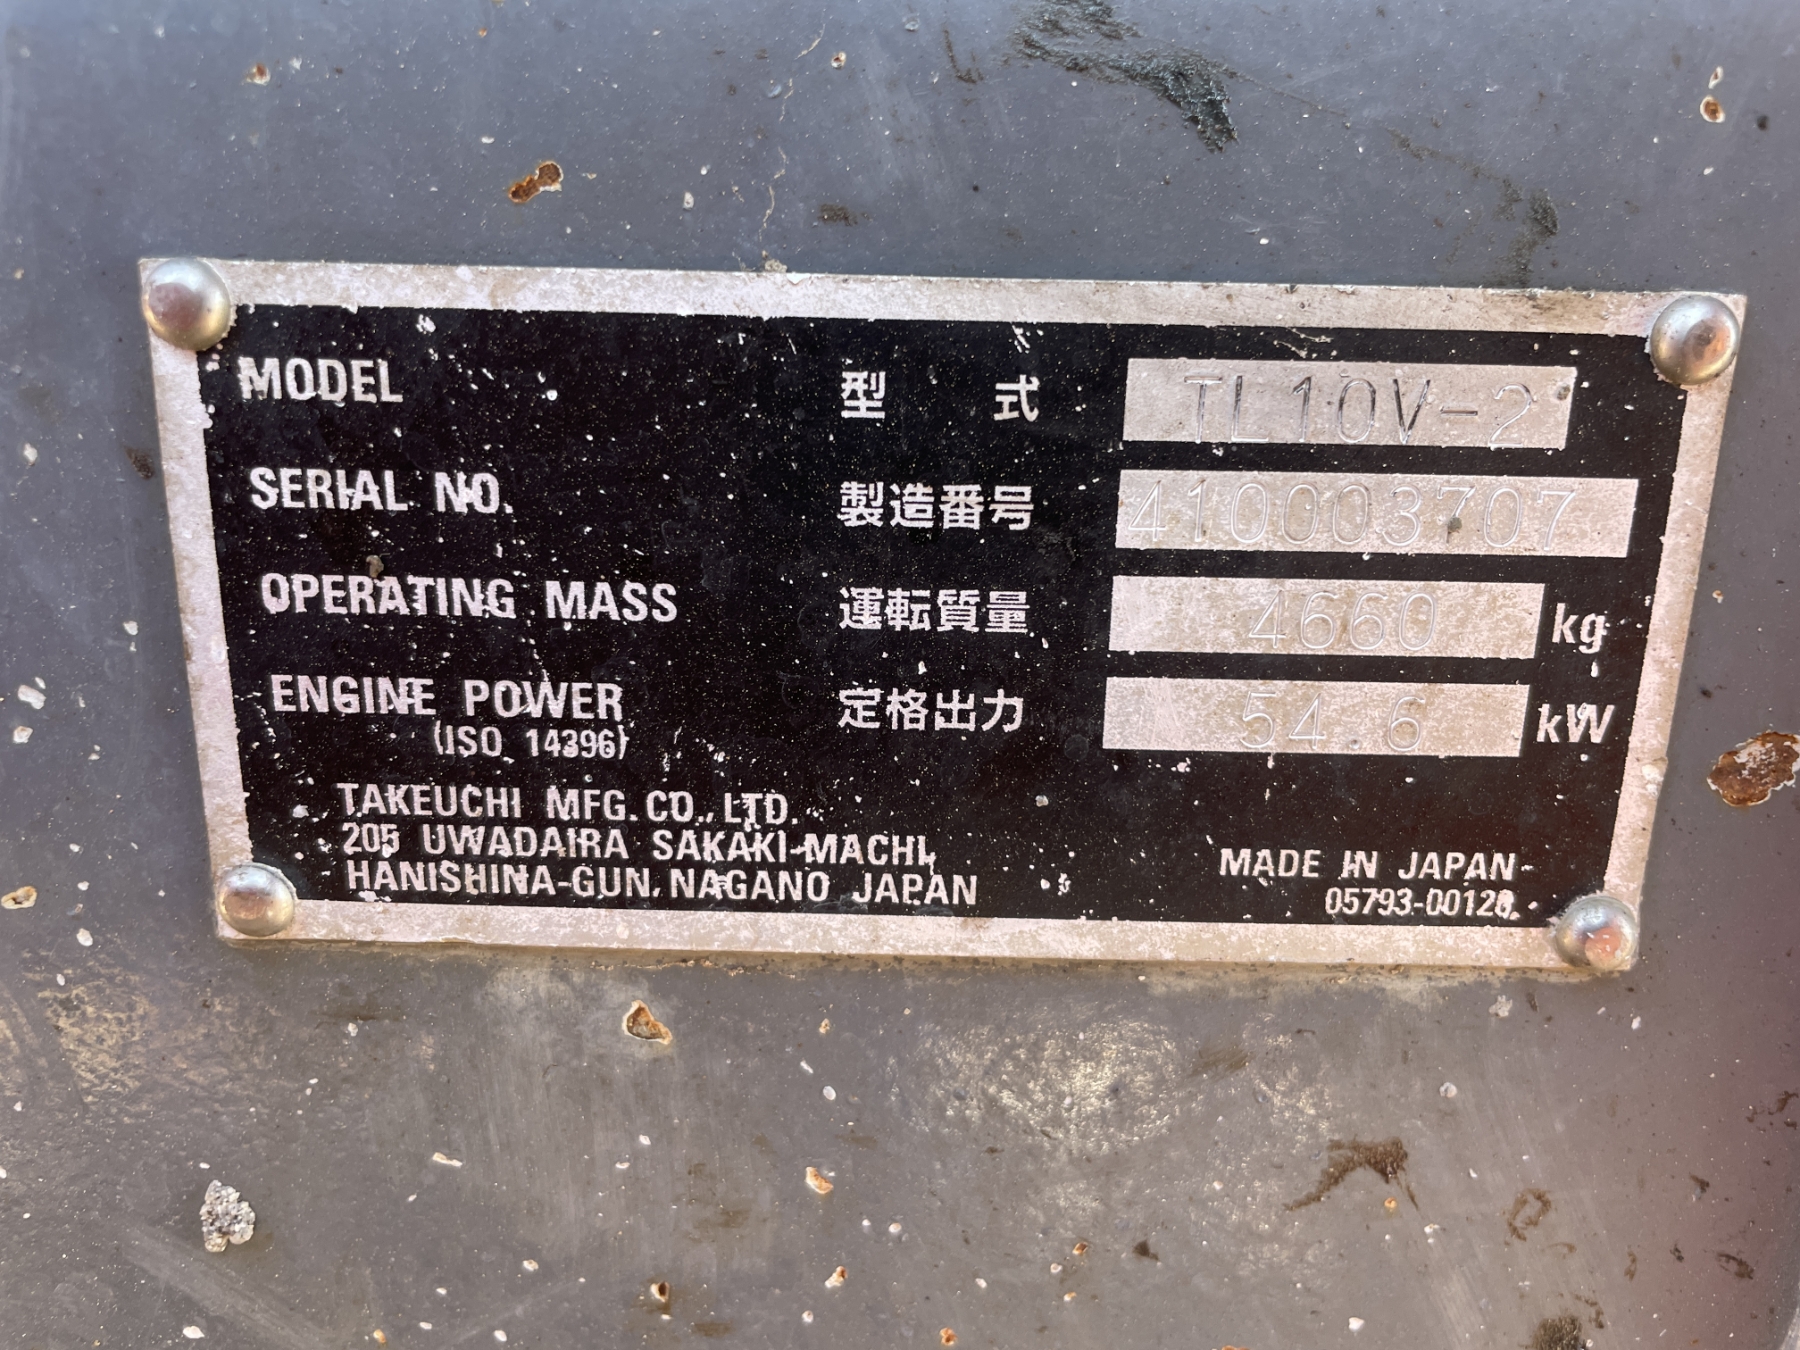 MODEL 型式 TL10V-2
SERIAL NO. 製造番号 410003707
OPERATING MASS 運転質量 4660 kg
ENGINE POWER 定格出力 54.6 kW
(ISO 14396)
TAKEUCHI MFG. CO., LTD.
205 UWADAIRA SAKAKI-MACHI,
HANISHINA-GUN, NAGANO JAPAN
MADE IN JAPAN